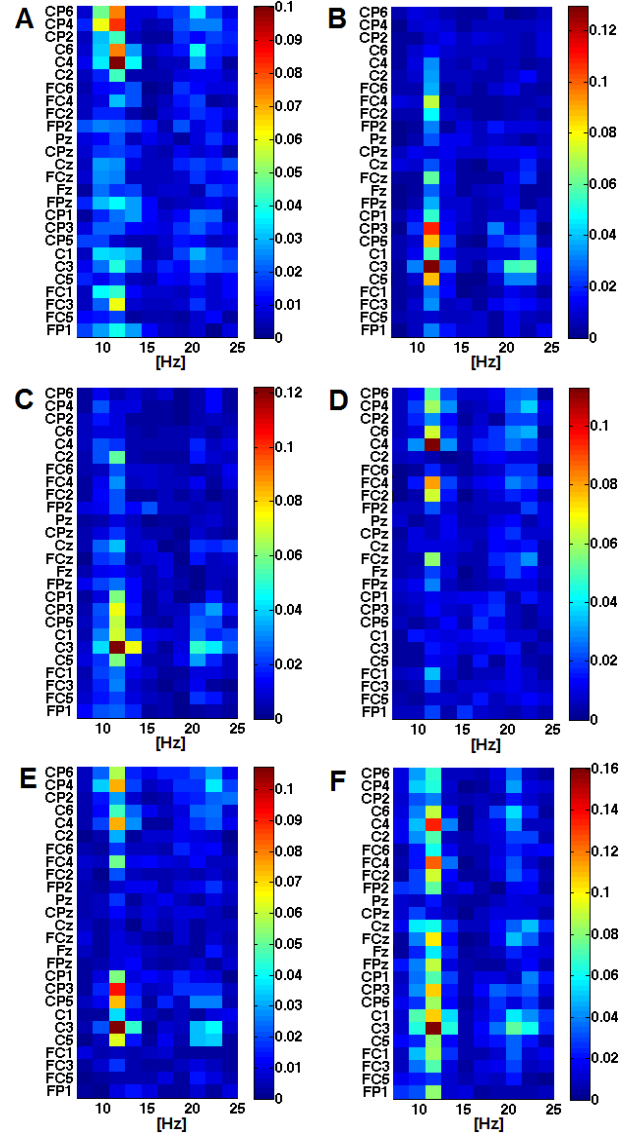 A
CP6
CP4
CP2
C6
C4
C2
FC6
FC4
FC2
FP2
Pz
CPz
Cz
FCz
Fz
FPz
CP1
CP3
CP5
C1
C3
C5
FC1
FC3
FC5
FP1
10 15 20 25
[Hz]
0.1
0.09
0.08
0.07
0.06
0.05
0.04
0.03
0.02
0.01
0
B
CP6
CP4
CP2
C6
C4
C2
FC6
FC4
FC2
FP2
Pz
CPz
Cz
FCz
Fz
FPz
CP1
CP3
CP5
C1
C3
C5
FC1
FC3
FC5
FP1
10 15 20 25
[Hz]
0.12
0.1
0.08
0.06
0.04
0.02
0
C
CP6
CP4
CP2
C6
C4
C2
FC6
FC4
FC2
FP2
Pz
CPz
Cz
FCz
Fz
FPz
CP1
CP3
CP5
C1
C3
C5
FC1
FC3
FC5
FP1
10 15 20 25
[Hz]
0.12
0.1
0.08
0.06
0.04
0.02
0
D
CP6
CP4
CP2
C6
C4
C2
FC6
FC4
FC2
FP2
Pz
CPz
Cz
FCz
Fz
FPz
CP1
CP3
CP5
C1
C3
C5
FC1
FC3
FC5
FP1
10 15 20 25
[Hz]
0.1
0.08
0.06
0.04
0.02
0
E
CP6
CP4
CP2
C6
C4
C2
FC6
FC4
FC2
FP2
Pz
CPz
Cz
FCz
Fz
FPz
CP1
CP3
CP5
C1
C3
C5
FC1
FC3
FC5
FP1
10 15 20 25
[Hz]
0.1
0.09
0.08
0.07
0.06
0.05
0.04
0.03
0.02
0.01
0
F
CP6
CP4
CP2
C6
C4
C2
FC6
FC4
FC2
FP2
Pz
CPz
Cz
FCz
Fz
FPz
CP1
CP3
CP5
C1
C3
C5
FC1
FC3
FC5
FP1
10 15 20 25
[Hz]
0.16
0.14
0.12
0.1
0.08
0.06
0.04
0.02
0